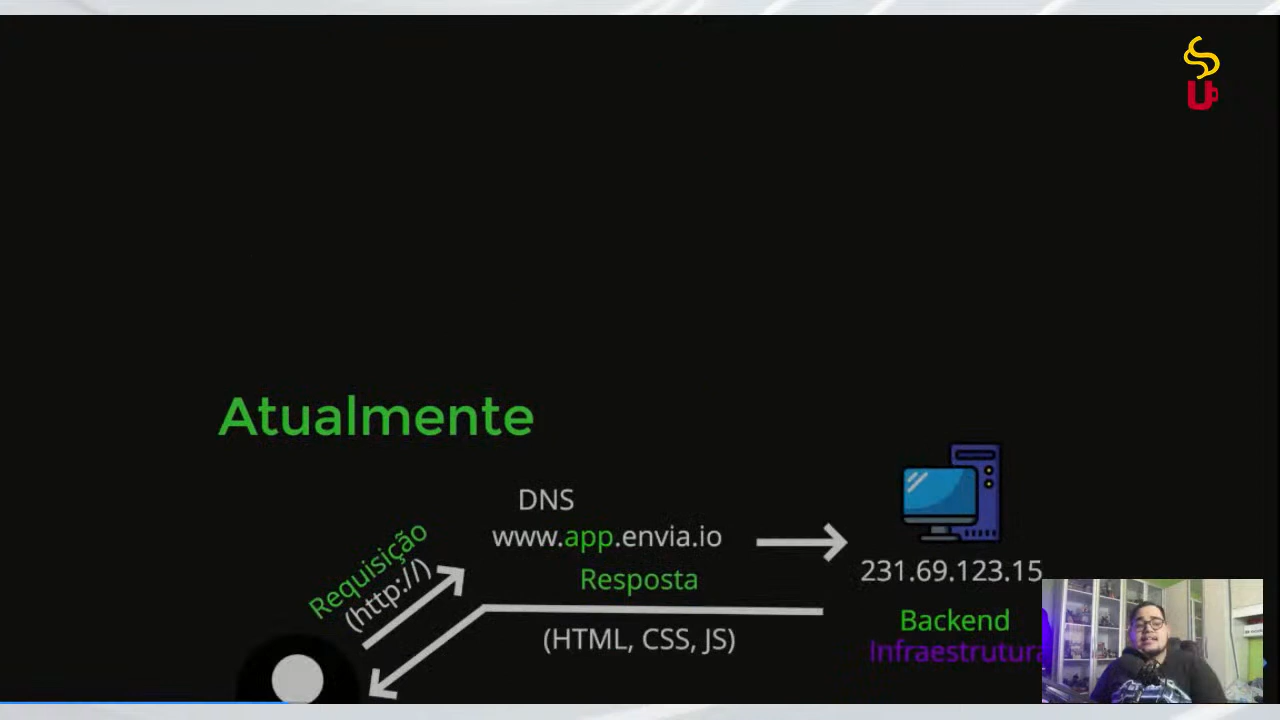 Atualmente
DNS
www.app.envia.io
Requisição
(http://)
Resposta
(HTML, CSS, JS)
231.69.123.15
Backend
Infraestrutura